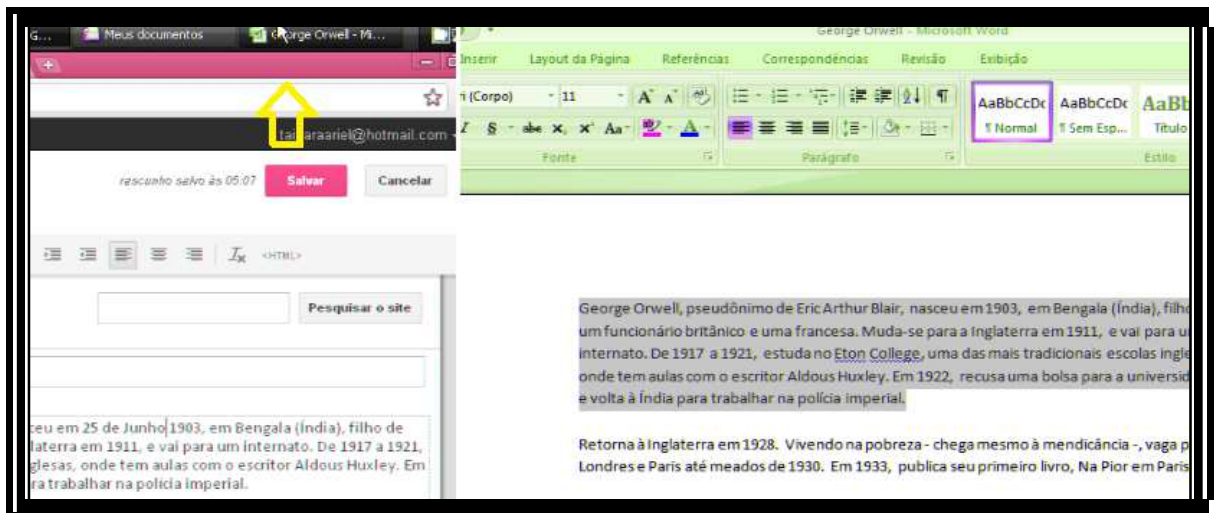 G... Meus documentos George Orwell - Mi...
tai araariel@hotmail.com
rascunho salvo às 05:07 Salvar Cancelar
<HTML>
Pesquisar o site
ceu em 25 de Junho 1903, em Bengala (Índia), filho de
laterra em 1911, e vai para um internato. De 1917 a 1921,
glesas, onde tem aulas com o escritor Aldous Huxley. Em
ra trabalhar na polícia imperial.
George Orwell - Microsoft Word
Inserir Layout da Página Referências Correspondências Revisão Exibição
ri (Corpo) 11
AaBbCcDc AaBbCcDc AaBb
¶ Normal ¶ Sem Esp... Título
Fonte Parágrafo Estilo
George Orwell, pseudônimo de Eric Arthur Blair, nasceu em 1903, em Bengala (Índia), filho
um funcionário britânico e uma francesa. Muda-se para a Inglaterra em 1911, e vai para u
internato. De 1917 a 1921, estuda no Eton College, uma das mais tradicionais escolas ingle
onde tem aulas com o escritor Aldous Huxley. Em 1922, recusa uma bolsa para a universid
e volta à Índia para trabalhar na polícia imperial.
Retorna à Inglaterra em 1928. Vivendo na pobreza - chega mesmo à mendicância -, vaga p
Londres e Paris até meados de 1930. Em 1933, publica seu primeiro livro, Na Pior em Paris